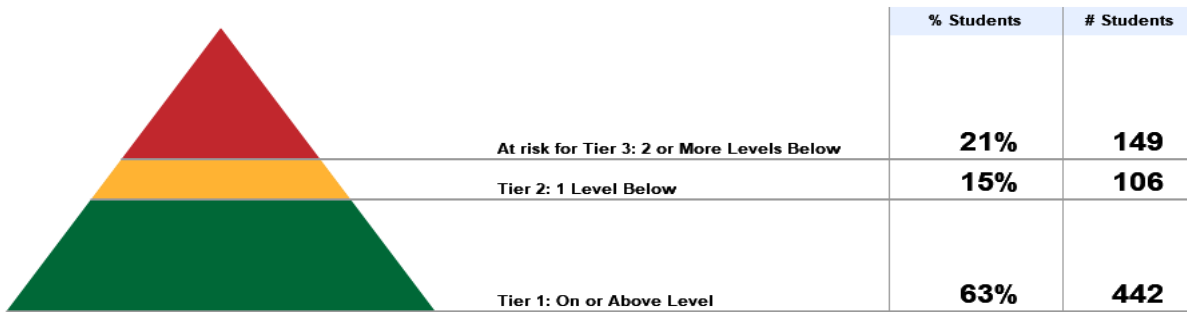 % Students # Students
At risk for Tier 3: 2 or More Levels Below 21% 149
Tier 2: 1 Level Below 15% 106
Tier 1: On or Above Level 63% 442